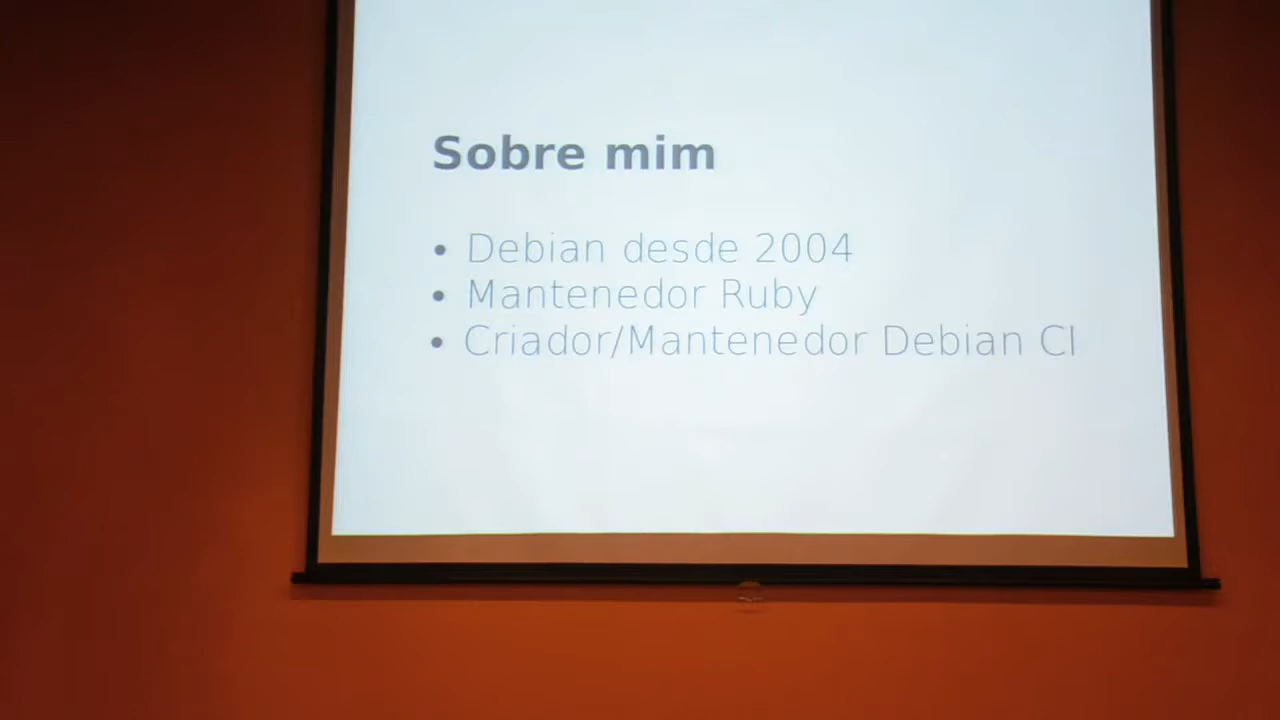 Sobre mim
• Debian desde 2004
• Mantenedor Ruby
• Criador/Mantenedor Debian CI